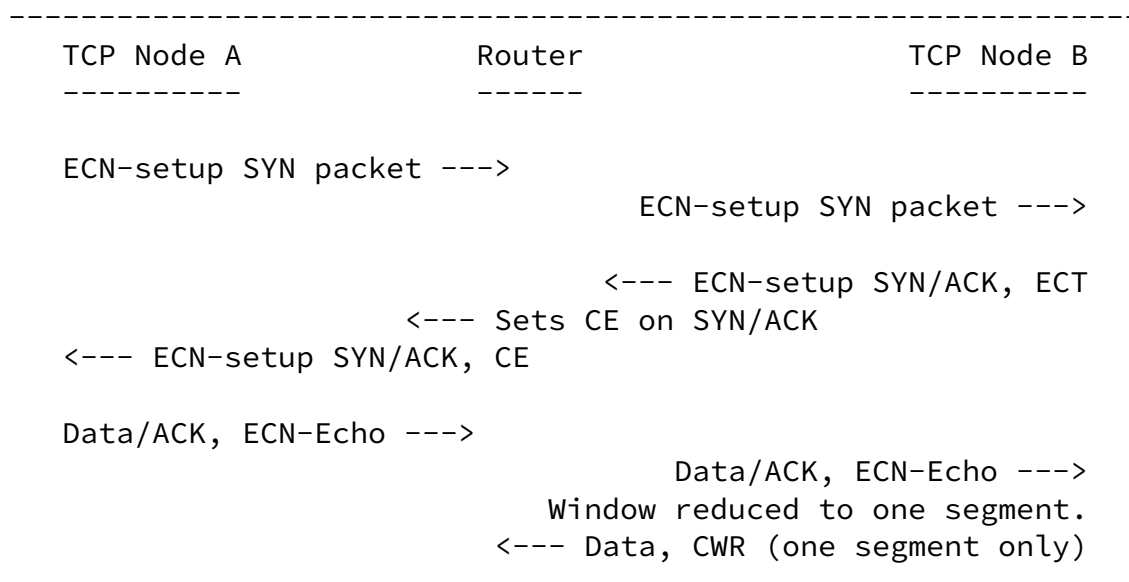 ---------------------------------------------------------------
TCP Node A             Router                  TCP Node B
----------             ------                  ----------
ECN-setup SYN packet --->
ECN-setup SYN packet --->
<--- ECN-setup SYN/ACK, ECT
<--- Sets CE on SYN/ACK
<--- ECN-setup SYN/ACK, CE
Data/ACK, ECN-Echo --->
Data/ACK, ECN-Echo --->
Window reduced to one segment.
<--- Data, CWR (one segment only)